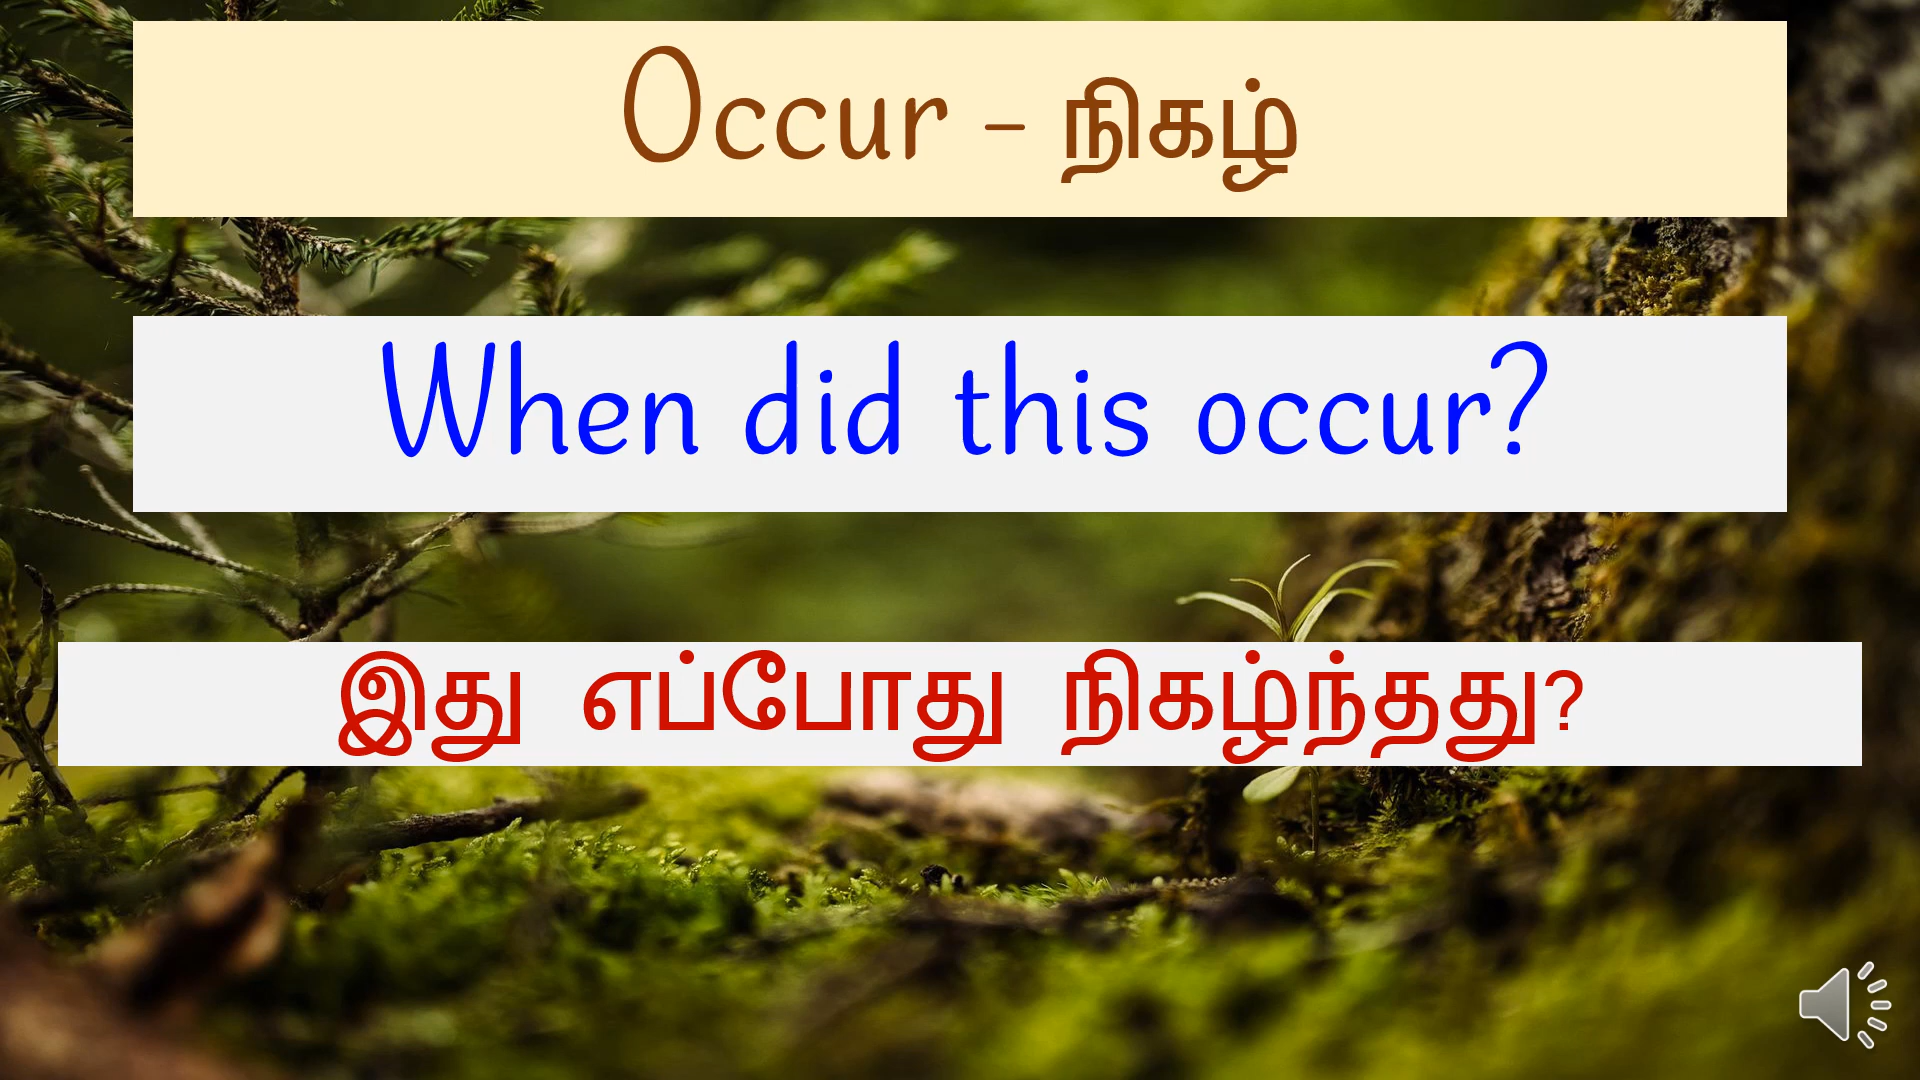 Occur - நிகழ்
When did this occur?
இது எப்போது நிகழ்ந்தது?